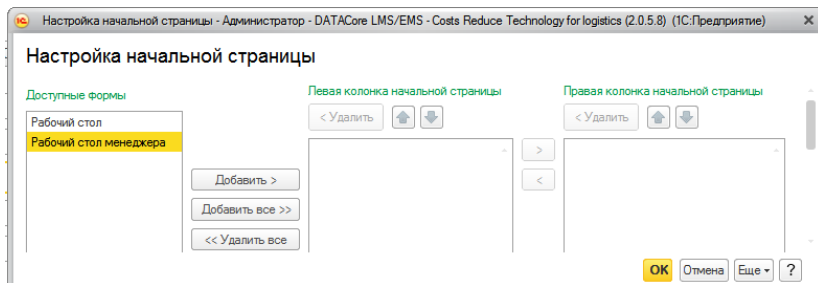 Настройка начальной страницы - Администратор - DATACore LMS/EMS - Costs Reduce Technology for logistics (2.0.5.8) (1С:Предприятие)
Настройка начальной страницы
Доступные формы
Рабочий стол
Рабочий стол менеджера
Добавить >
Добавить все >>
<< Удалить все
Левая колонка начальной страницы
< Удалить
>
<
Правая колонка начальной страницы
< Удалить
ОК Отмена Еще ?